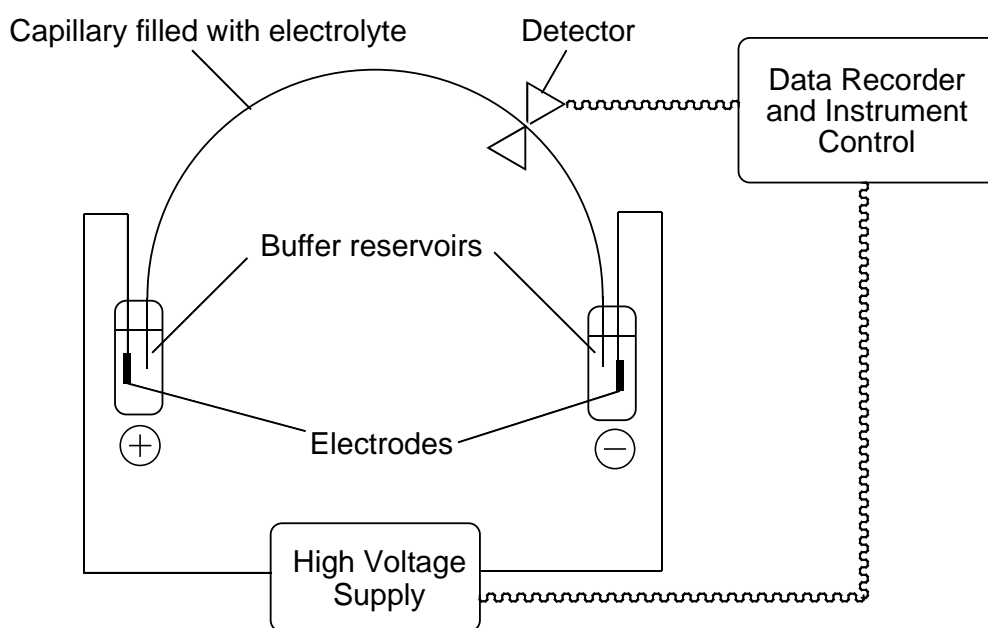 Capillary filled with electrolyte
Detector
Data Recorder
and Instrument
Control
Buffer reservoirs
Electrodes
+
−
High Voltage
Supply